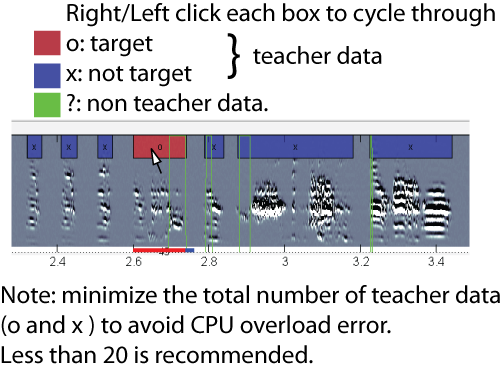 Right/Left click each box to cycle through
o: target
x: not target
} teacher data
?: non teacher data.
x x x o x x x
45
2.4 2.6 2.8 3 3.2 3.4
Note: minimize the total number of teacher data
(o and x ) to avoid CPU overload error.
Less than 20 is recommended.